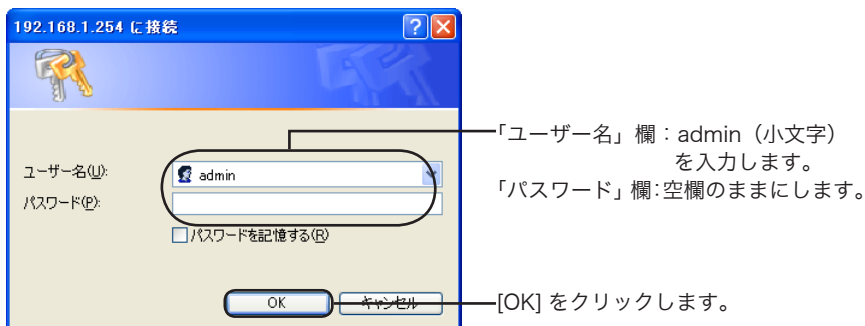 192.168.1.254 に接続
ユーザー名(U):
admin
パスワード(P):
パスワードを記憶する(R)
OK
キャンセル
「ユーザー名」欄：admin（小文字）
を入力します。
「パスワード」欄：空欄のままにします。
[OK] をクリックします。